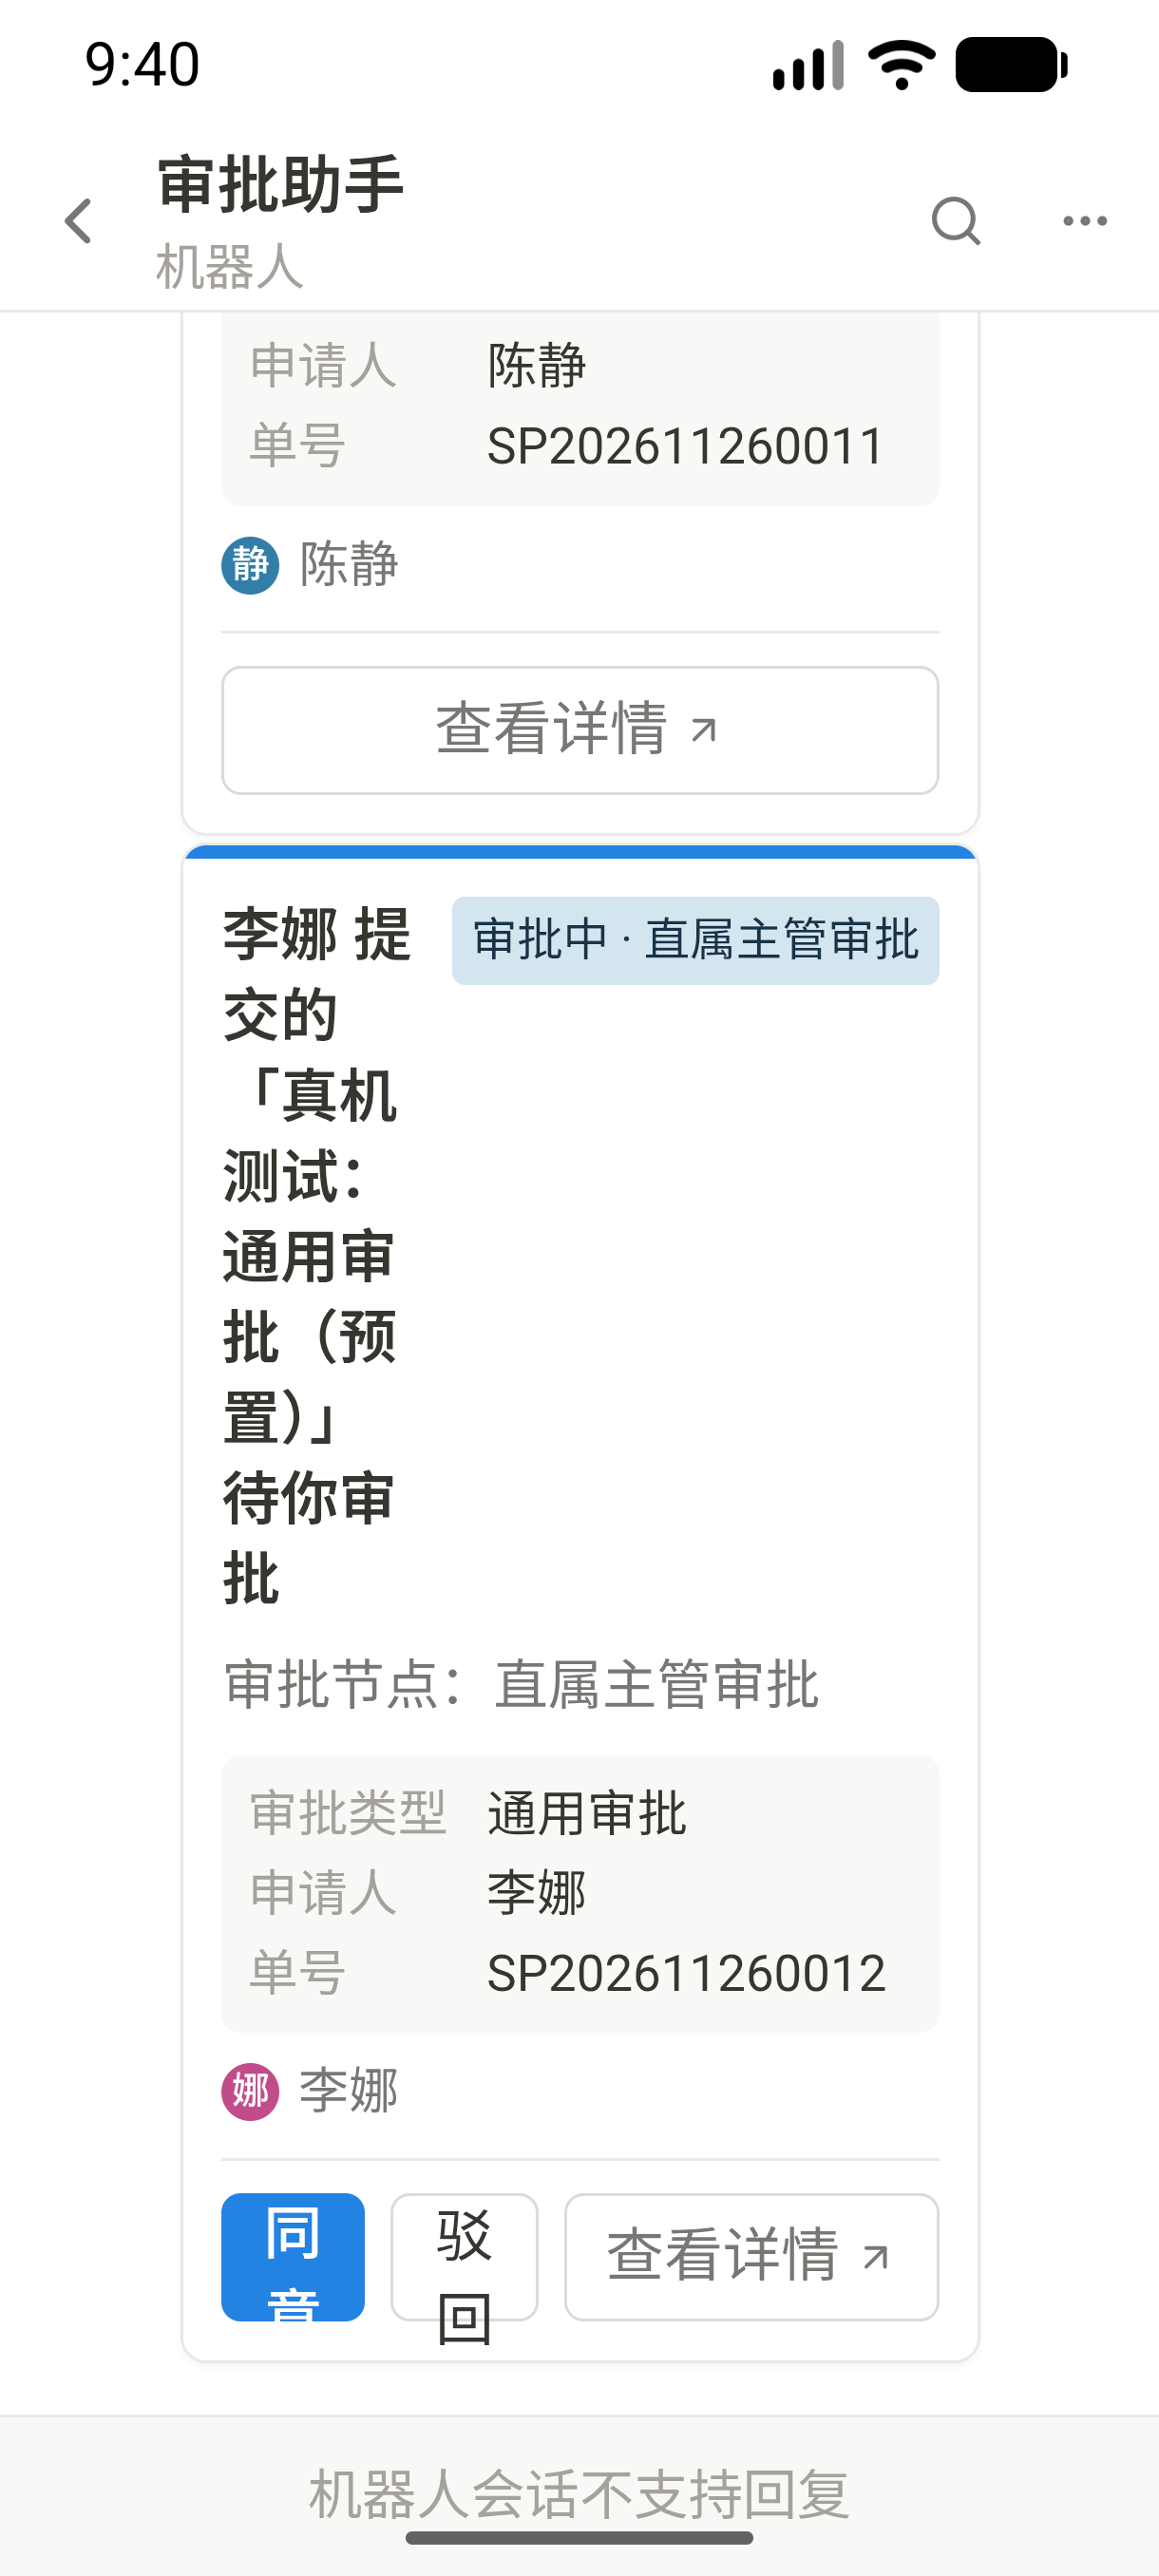 9:40
审批助手
机器人
申请人 陈静
单号 SP202611260011
静 陈静
查看详情
李娜 提
交的
「真机
测试：
通用审
批（预
置）」
待你审
批
审批中 · 直属主管审批
审批节点：直属主管审批
审批类型 通用审批
申请人 李娜
单号 SP202611260012
娜 李娜
同
意
驳
回
查看详情
机器人会话不支持回复